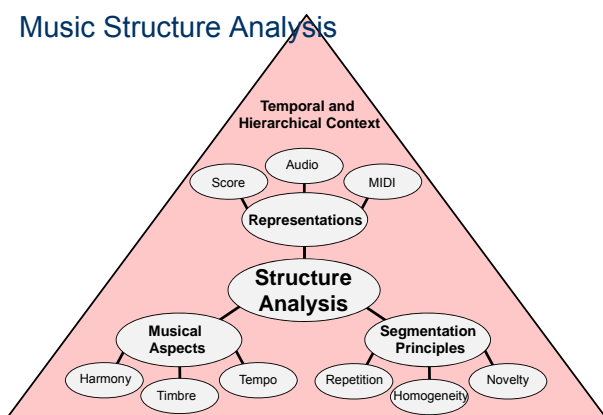 Music Structure Analysis
Temporal and
Hierarchical Context
Audio
Score
MIDI
Representations
Structure
Analysis
Musical
Aspects
Segmentation
Principles
Harmony
Timbre
Tempo
Repetition
Homogeneity
Novelty